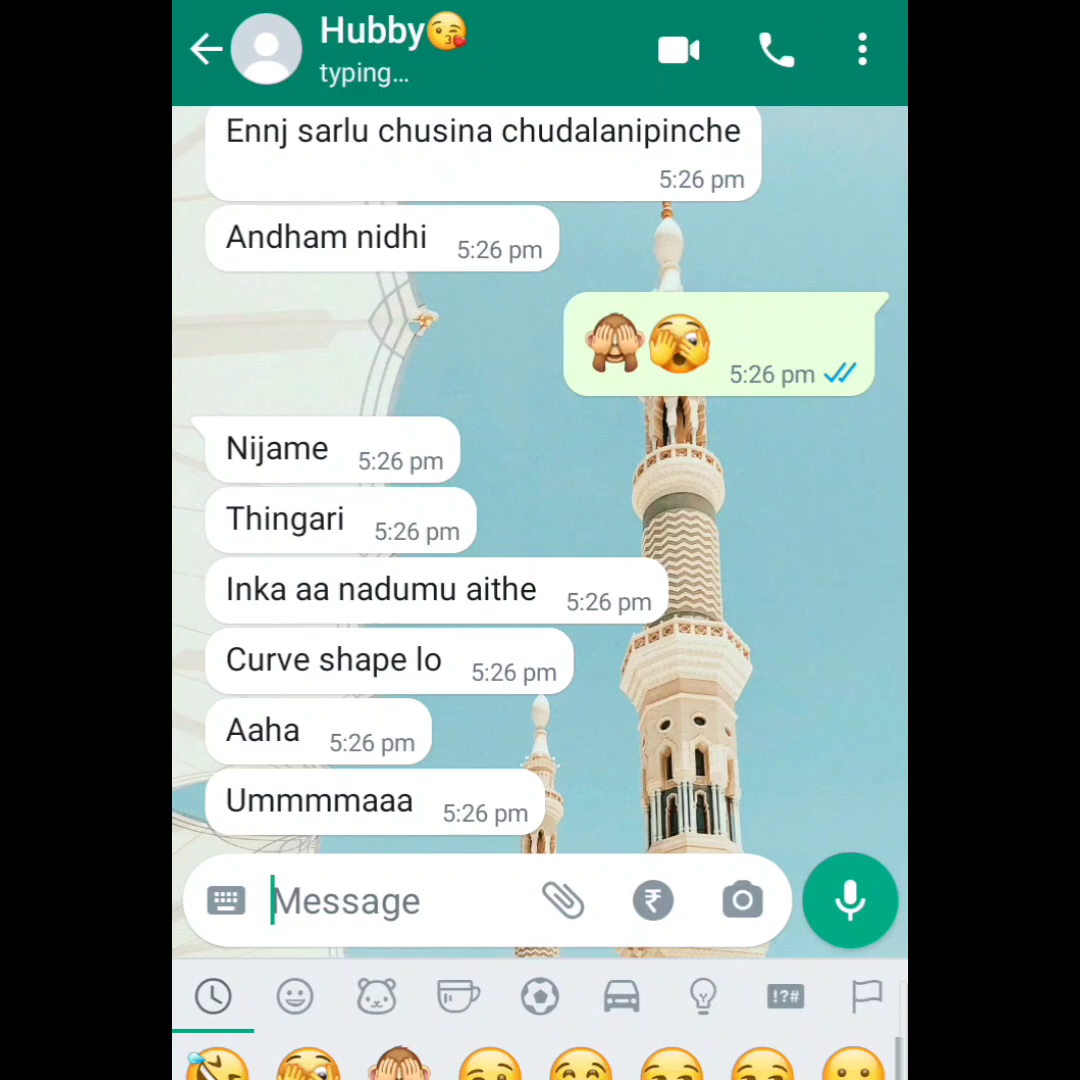 Hubby😘
typing...
Ennj sarlu chusina chudalanipinche
5:26 pm
Andham nidhi 5:26 pm
🙈🫣 5:26 pm
Nijame 5:26 pm
Thingari 5:26 pm
Inka aa nadumu aithe 5:26 pm
Curve shape lo 5:26 pm
Aaha 5:26 pm
Ummmmaaa 5:26 pm
Message ₹
!?#